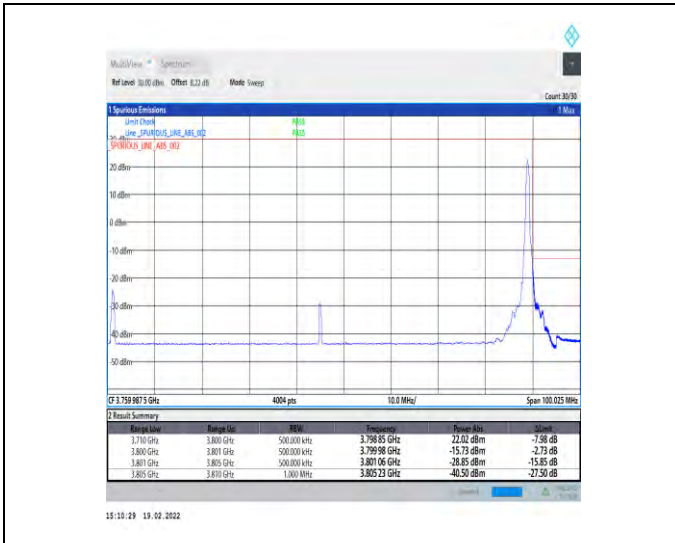 MultiView Spectrum
Ref Level 30.00 dBm Offset 8.22 dB Mode Sweep
Count 30/30
1 Spurious Emissions 1 Max
Limit Check PASS
Line _SPURIOUS_LINE_ABS_002 PASS
30 dBm
_SPURIOUS_LINE_ABS_002
20 dBm
10 dBm
0 dBm
-10 dBm
-20 dBm
-30 dBm
-40 dBm
-50 dBm
CF 3.759 987 5 GHz 4004 pts 10.0 MHz/ Span 100.025 MHz
2 Result Summary
Range Low Range Up RBW Frequency Power Abs ΔLimit
3.710 GHz 3.800 GHz 500.000 kHz 3.798 85 GHz 22.02 dBm -7.98 dB
3.800 GHz 3.801 GHz 500.000 kHz 3.799 98 GHz -15.73 dBm -2.73 dB
3.801 GHz 3.805 GHz 500.000 kHz 3.801 06 GHz -28.85 dBm -15.85 dB
3.805 GHz 3.810 GHz 1.000 MHz 3.805 23 GHz -40.50 dBm -27.50 dB
15:10:29 19.02.2022